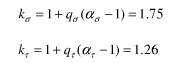 k_σ = 1 + q_σ(α_σ − 1) = 1.75
k_τ = 1 + q_τ(α_τ − 1) = 1.26